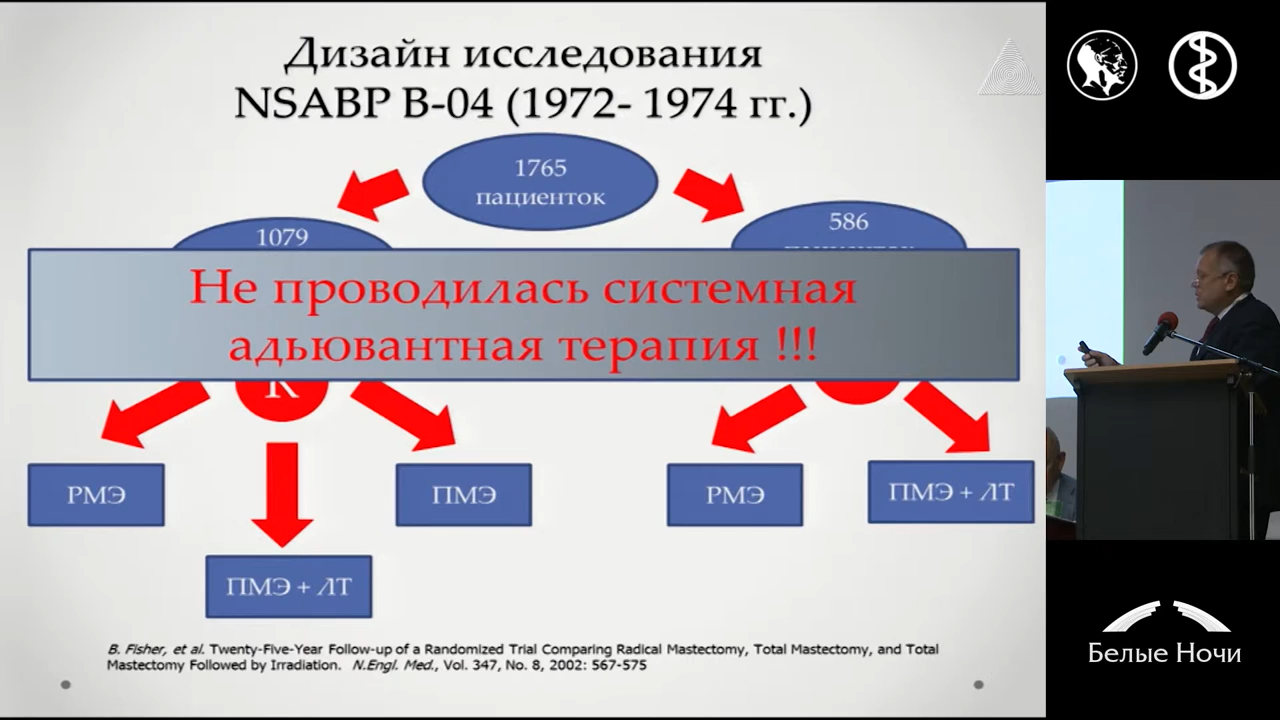 Дизайн исследования
NSABP B-04 (1972- 1974 гг.)
1765
пациенток
1079
586
Не проводилась системная
адьювантная терапия !!!
РМЭ
ПМЭ
РМЭ
ПМЭ + ЛТ
ПМЭ + ЛТ
B. Fisher, et al. Twenty-Five-Year Follow-up of a Randomized Trial Comparing Radical Mastectomy, Total Mastectomy, and Total
Mastectomy Followed by Irradiation. N.Engl. Med., Vol. 347, No. 8, 2002: 567-575
Белые Ночи